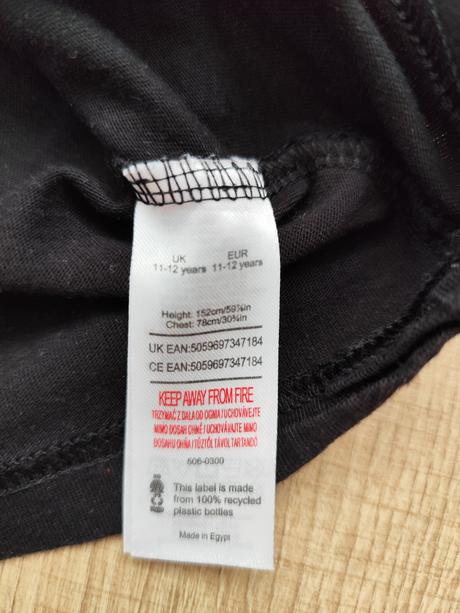 UK EUR
11-12 years 11-12 years
Height: 152cm/59⅞in
Chest: 78cm/30¾in
UK EAN:5059697347184
CE EAN:5059697347184
KEEP AWAY FROM FIRE
TRZYMAĆ Z DALA OD OGNIA/UCHOVÁVEJTE
MIMO DOSAH OHNĚ/UCHOVÁVAJTE MIMO
DOSAHU OHŇA/TŰZTŐL TÁVOL TARTANDÓ
506-0300
This label is made
from 100% recycled
plastic bottles
Made in Egypt